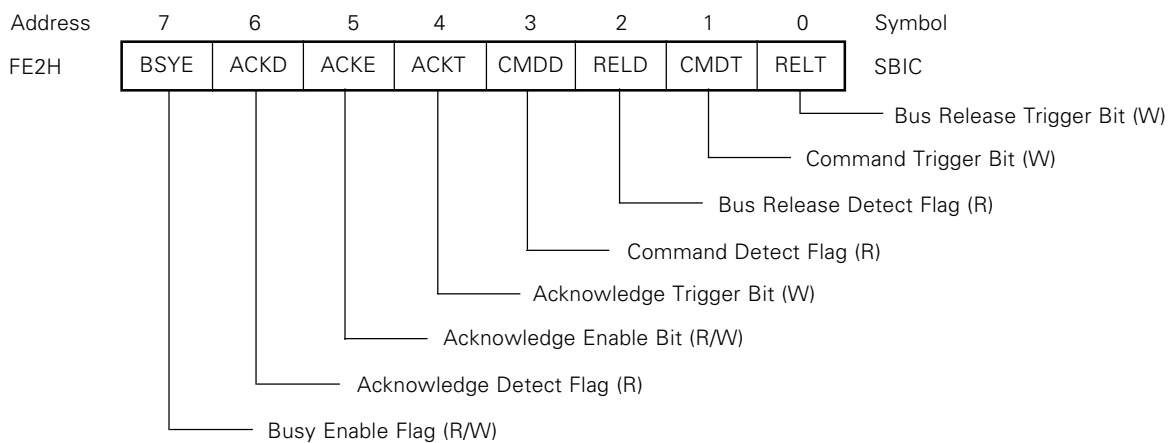 Address 7 6 5 4 3 2 1 0 Symbol
FE2H BSYE ACKD ACKE ACKT CMDD RELD CMDT RELT SBIC
Bus Release Trigger Bit (W)
Command Trigger Bit (W)
Bus Release Detect Flag (R)
Command Detect Flag (R)
Acknowledge Trigger Bit (W)
Acknowledge Enable Bit (R/W)
Acknowledge Detect Flag (R)
Busy Enable Flag (R/W)